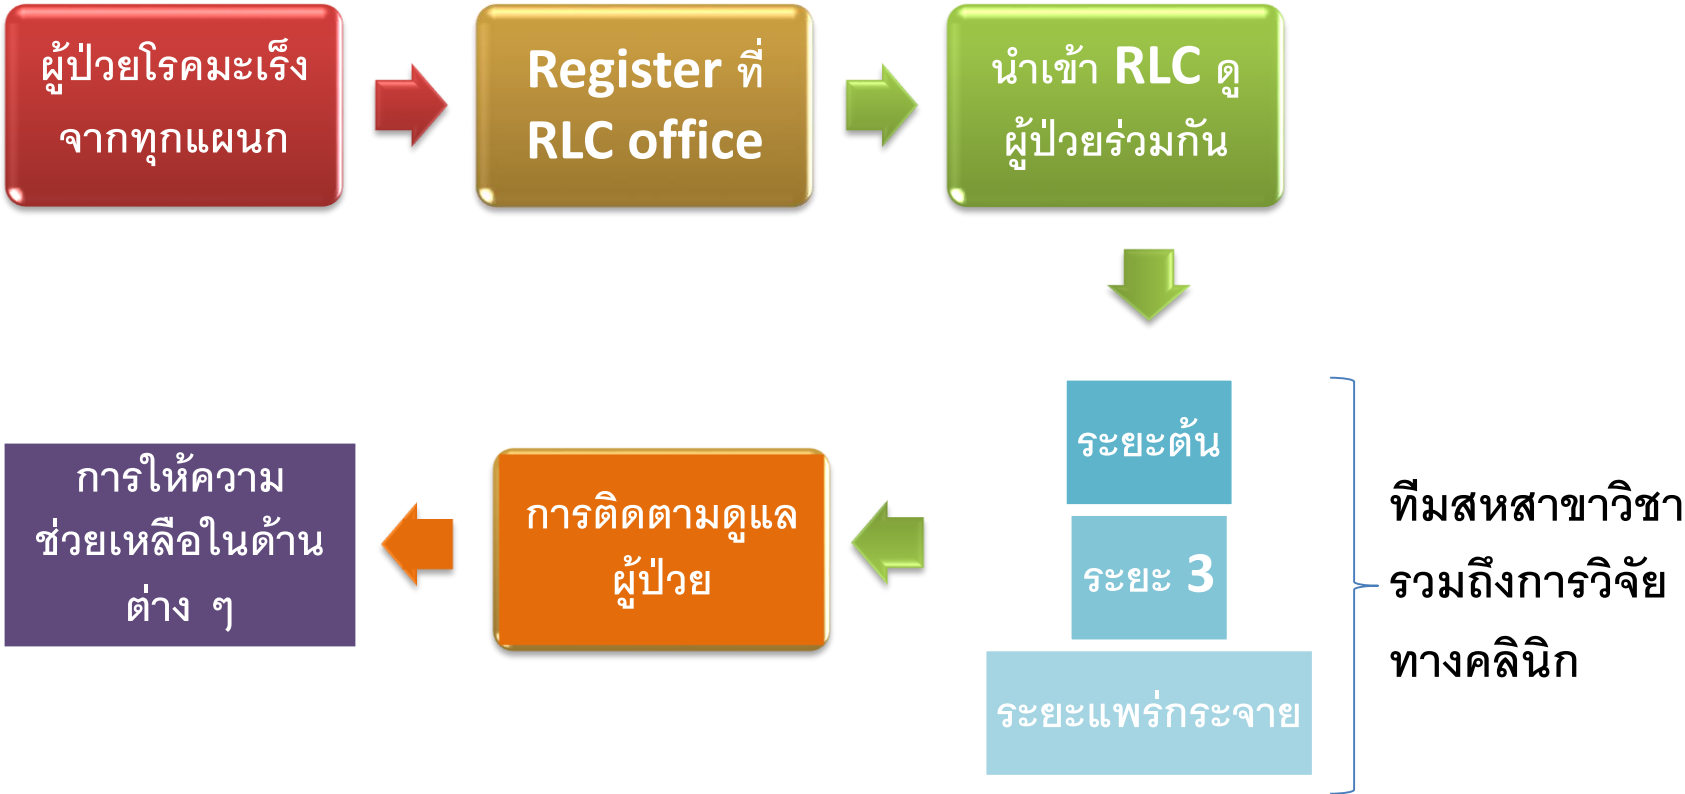 ผู้ป่วยโรคมะเร็ง
จากทุกแผนก
Register ที่
RLC office
นำเข้า RLC ดู
ผู้ป่วยร่วมกัน
ระยะต้น
ระยะ 3
ระยะแพร่กระจาย
ทีมสหสาขาวิชา
รวมถึงการวิจัย
ทางคลินิก
การติดตามดูแล
ผู้ป่วย
การให้ความ
ช่วยเหลือในด้าน
ต่าง ๆ